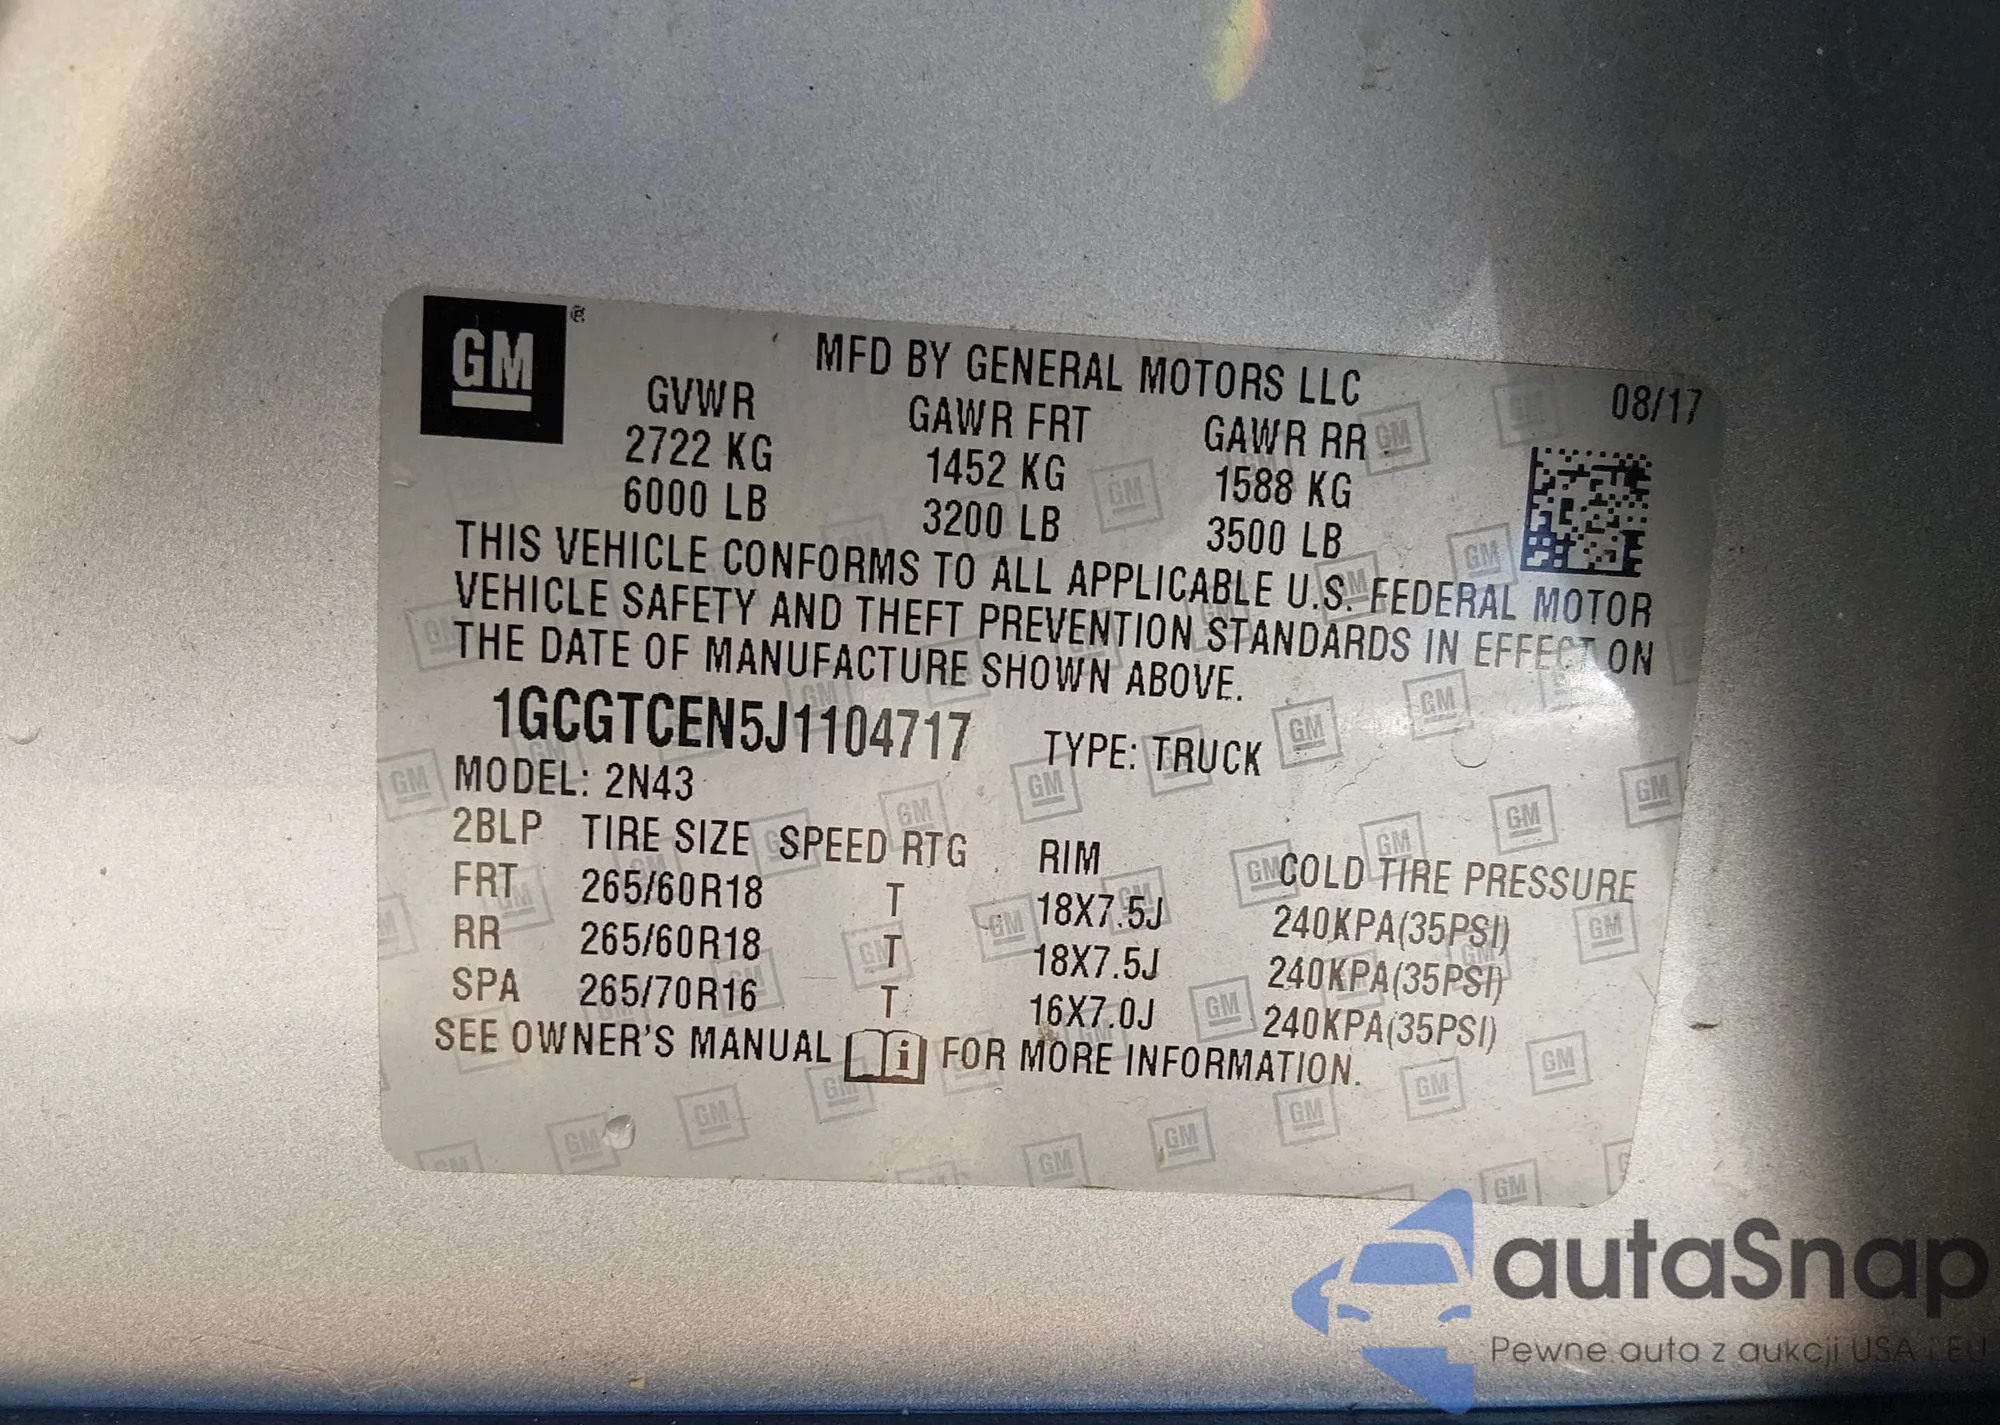 GM ®
MFD BY GENERAL MOTORS LLC 08/17
GVWR GAWR FRT GAWR RR
2722 KG 1452 KG 1588 KG
6000 LB 3200 LB 3500 LB
THIS VEHICLE CONFORMS TO ALL APPLICABLE U.S. FEDERAL MOTOR
VEHICLE SAFETY AND THEFT PREVENTION STANDARDS IN EFFECT ON
THE DATE OF MANUFACTURE SHOWN ABOVE.
1GCGTCEN5J1104717 TYPE: TRUCK
MODEL: 2N43
2BLP TIRE SIZE SPEED RTG RIM COLD TIRE PRESSURE
FRT 265/60R18 T 18X7.5J 240KPA(35PSI)
RR 265/60R18 T 18X7.5J 240KPA(35PSI)
SPA 265/70R16 T 16X7.0J 240KPA(35PSI)
SEE OWNER'S MANUAL i FOR MORE INFORMATION.
autaSnap
Pewne auta z aukcji USA i EU